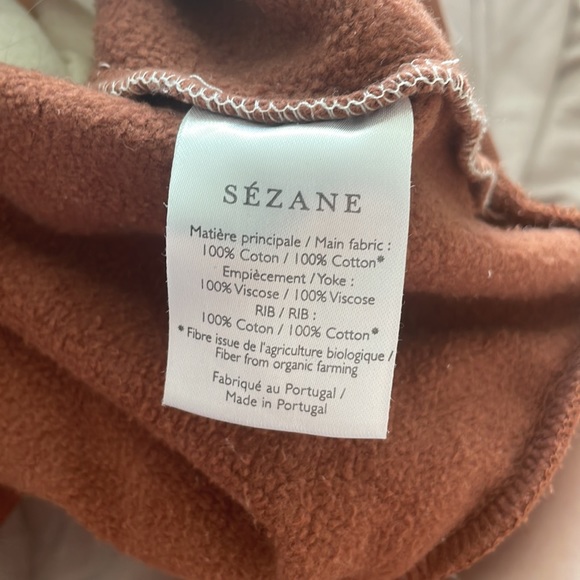 SÉZANE
Matière principale / Main fabric :
100% Coton / 100% Cotton*
Empiècement / Yoke :
100% Viscose / 100% Viscose
RIB / RIB :
100% Coton / 100% Cotton*
*Fibre issue de l'agriculture biologique /
Fiber from organic farming
Fabriqué au Portugal /
Made in Portugal